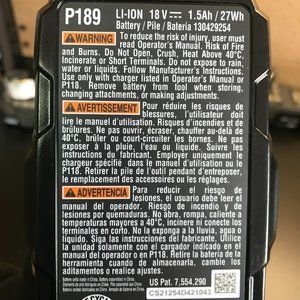 P189 LI-ION 18 V⎓ 1.5Ah / 27Wh
Battery / Pile / Batería 130429254
WARNING To reduce the risk of injury, user must
read Operator's Manual. Risk of Fire
and Burns. Do Not Open, Crush, Heat Above 40°C,
Incinerate or Short Terminals. Do not expose to rain,
water or liquids. Follow Manufacturer's Instructions.
Use only with charger listed in Operator's Manual or
P118. Remove battery from tool when storing,
changing attachments, or making adjustments.
AVERTISSEMENT Pour réduire les risques de
blessures, l'utilisateur doit
lire le manuel d'utilisation. Risques d'incendies et de
brûlures. Ne pas ouvrir, écraser, chauffer au-delà de
40°C, brûler ou court-circuiter les bornes. Ne pas
exposer à la pluie, l'eau ou liquide. Suivre les
instructions du fabricant. Employer uniquement le
chargeur spécifié dans le manuel d'utilisation ou le
P118. Retirer la pile de l'outil pendant d'entreposage,
le remplacement des accessoires ou les réglages.
ADVERTENCIA Para reducir el riesgo de
lesiones, el usuario debe leer el
manual del operador. Riesgo de incendio y de
lesiones por quemaduras. No abra, rompa, caliente a
temperaturas mayores a 40°C, incinere ni conecte los
terminales en corto. No la exponga a la lluvia, el agua
y líquidos. Siga las instrucciones del fabricante. Utilice
la unidad solamente con el cargador indicado en el
manual del operador o P118. Retire la batería de la
herramienta cuando de almacenarla, cambie los
accesorios o realice ajustes.
US Pat. 7,554,290
CS21254D421043